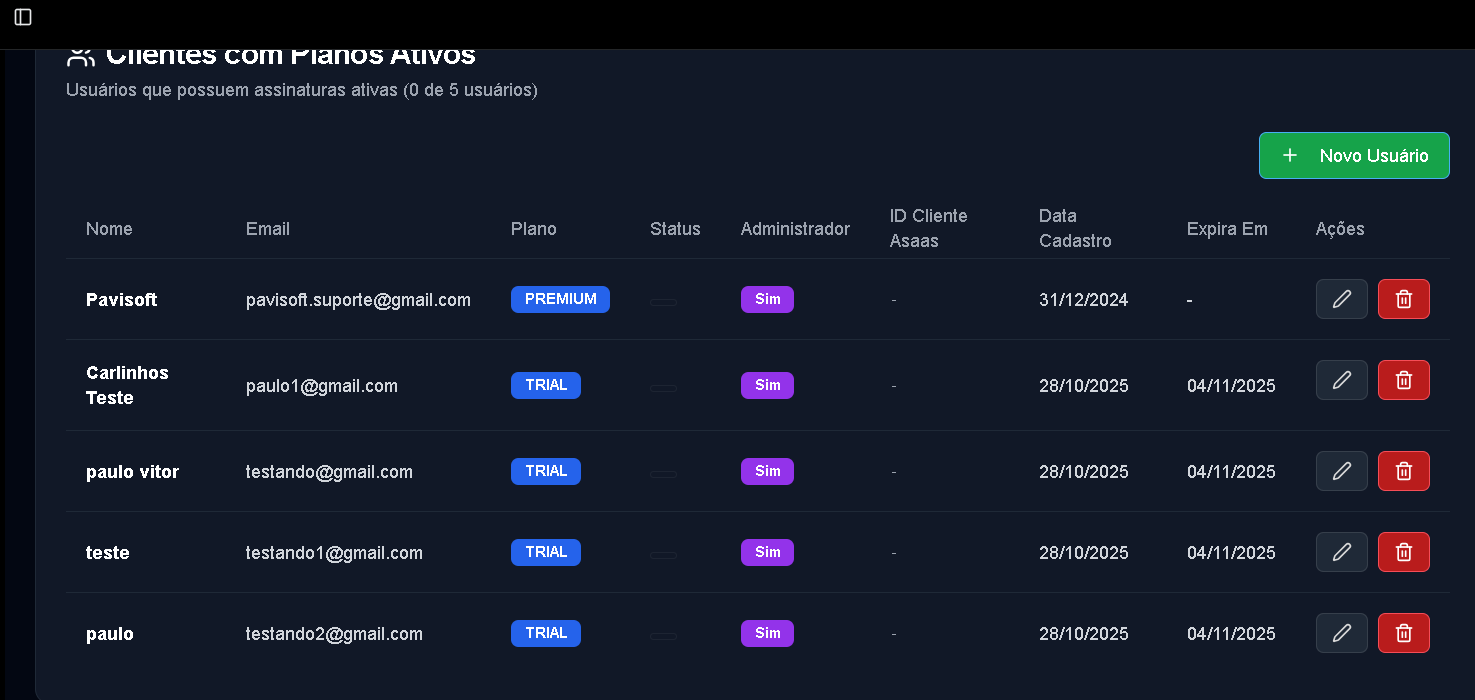 Clientes com Planos Ativos
Usuários que possuem assinaturas ativas (0 de 5 usuários)
+ Novo Usuário
Nome Email Plano Status Administrador ID Cliente Asaas Data Cadastro Expira Em Ações
Pavisoft pavisoft.suporte@gmail.com PREMIUM Sim - 31/12/2024 -
Carlinhos Teste paulo1@gmail.com TRIAL Sim - 28/10/2025 04/11/2025
paulo vitor testando@gmail.com TRIAL Sim - 28/10/2025 04/11/2025
teste testando1@gmail.com TRIAL Sim - 28/10/2025 04/11/2025
paulo testando2@gmail.com TRIAL Sim - 28/10/2025 04/11/2025